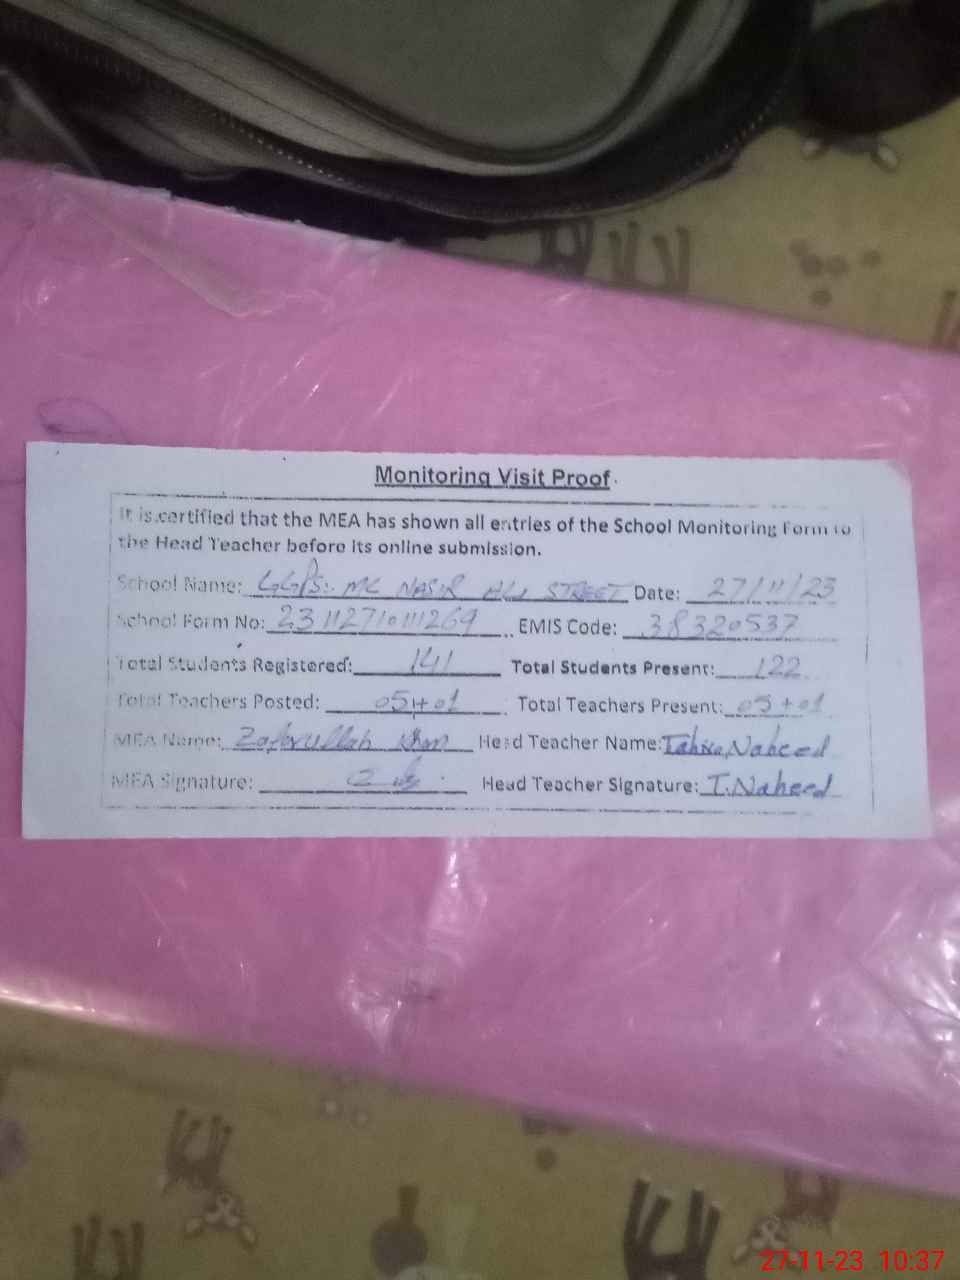 Monitoring Visit Proof.
It is certified that the MEA has shown all entries of the School Monitoring Form to
the Head Teacher before its online submission.
School Name: GGPS. MC NASIR ALI STREET Date: 27/11/23
School Form No: 23112710111269 EMIS Code: 38320537
Total Students Registered: 141 Total Students Present: 122
Total Teachers Posted: 05+01 Total Teachers Present: 05+01
MEA Name: Zafarullah Khan Head Teacher Name: Tahira Naheed
MEA Signature: Head Teacher Signature: T.Naheed
27-11-23 10:37